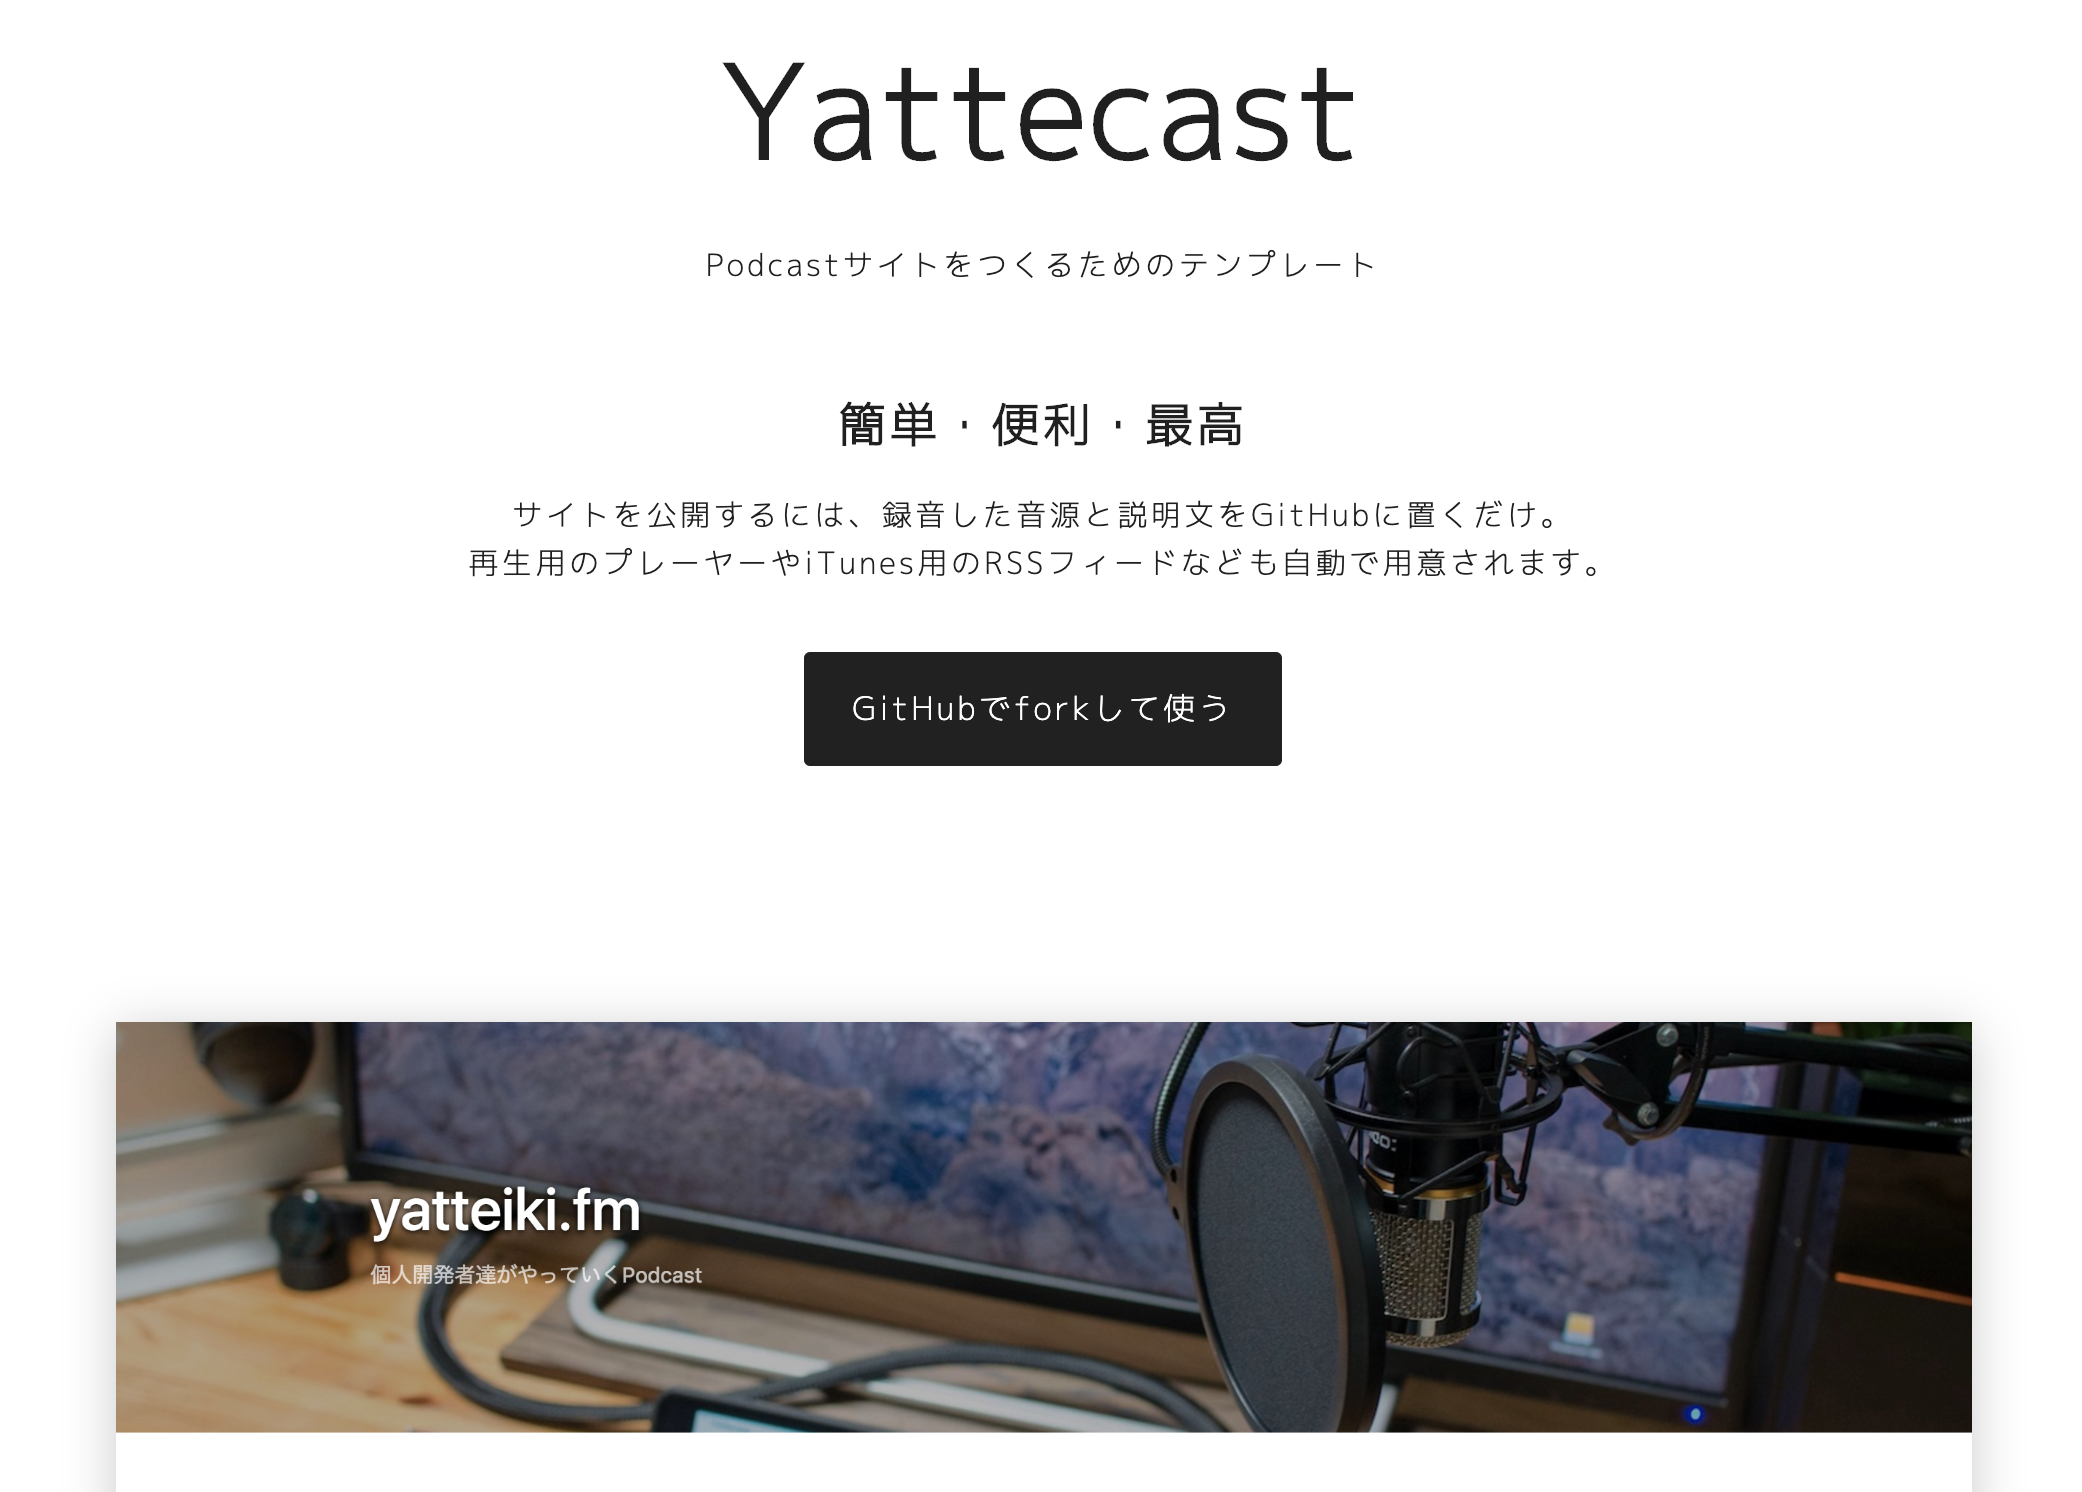 Yattecast
Podcastサイトをつくるためのテンプレート
簡単・便利・最高
サイトを公開するには、録音した音源と説明文をGitHubに置くだけ。
再生用のプレーヤーやiTunes用のRSSフィードなども自動で用意されます。
GitHubでforkして使う
yatteiki.fm
個人開発者達がやっていくPodcast